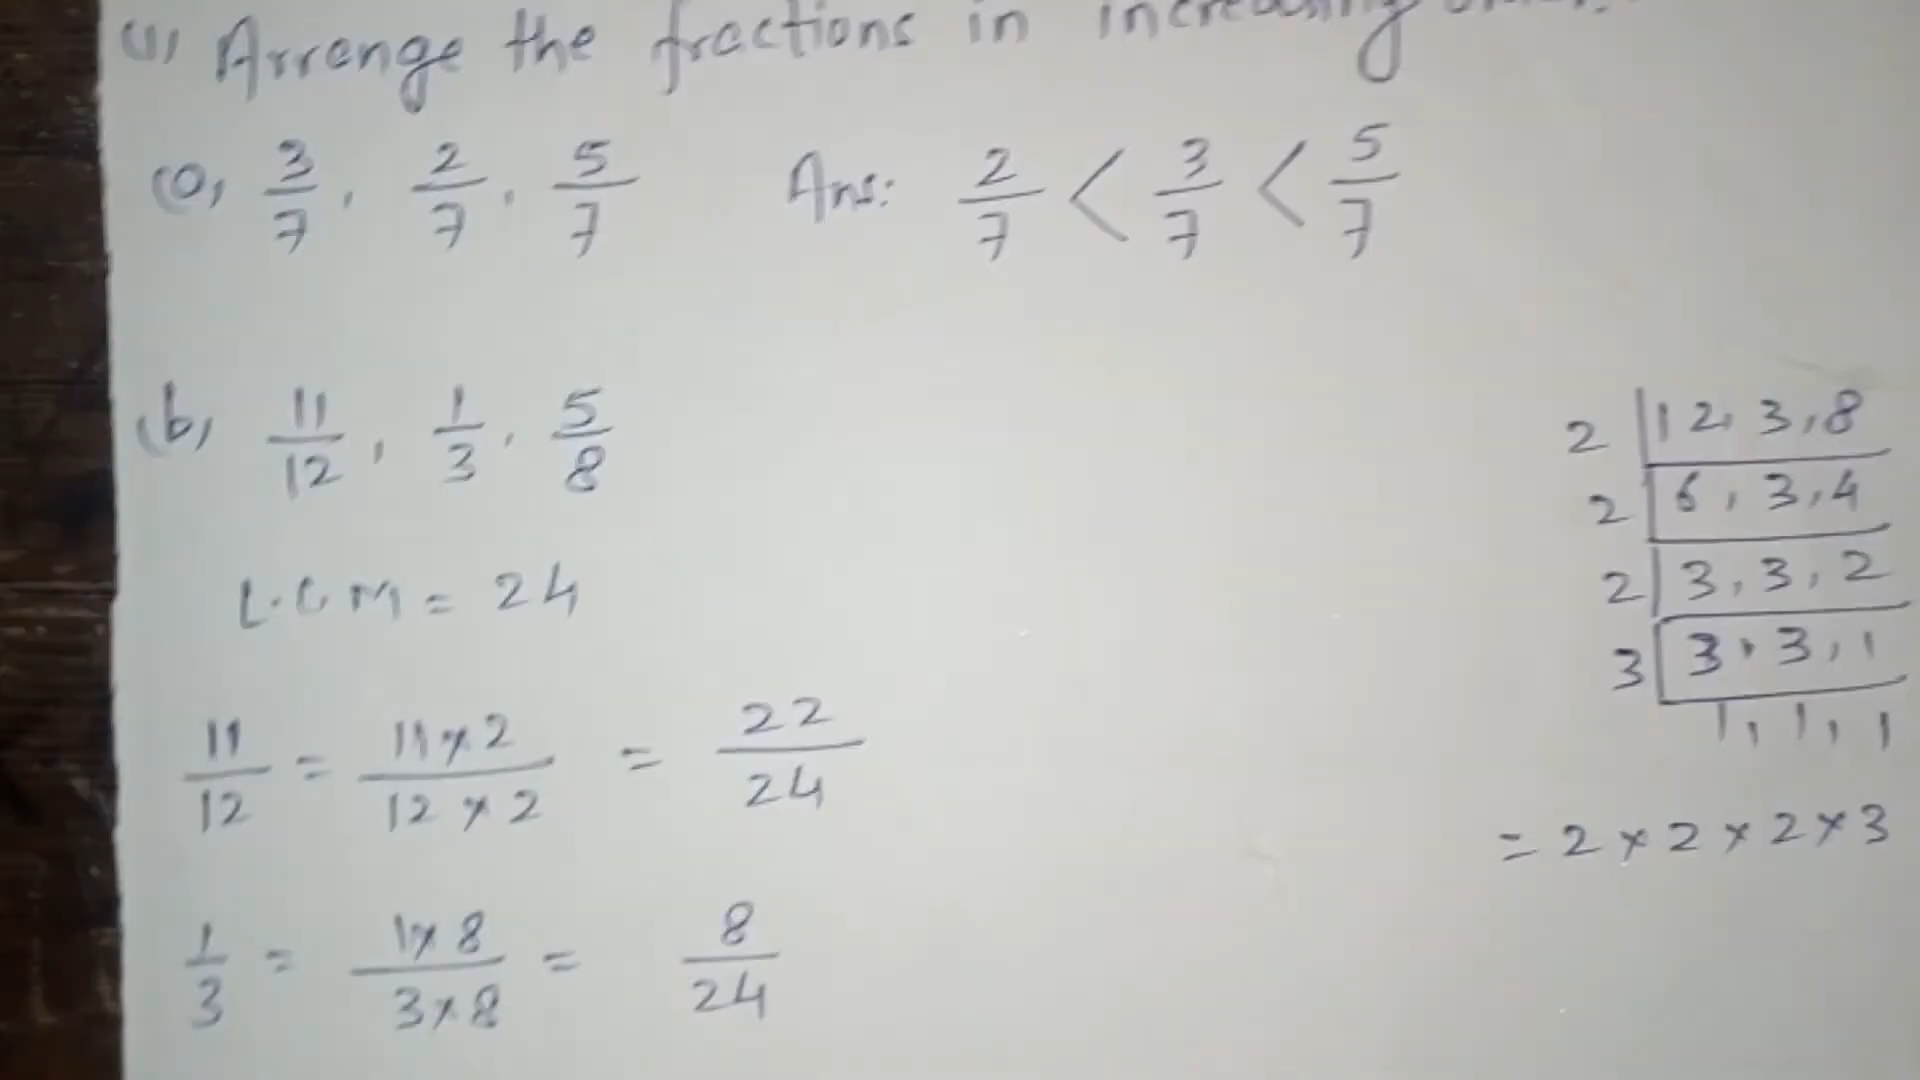 (1) Arrange the fractions in increasing order.
(a) 3/7, 2/7, 5/7 Ans: 2/7 < 3/7 < 5/7
(b) 11/12, 1/3, 5/8
L.C.M = 24
11/12 = 11×2/12×2 = 22/24
1/3 = 1×8/3×8 = 8/24
2 | 12, 3, 8
2 | 6, 3, 4
2 | 3, 3, 2
3 | 3, 3, 1
1, 1, 1
= 2×2×2×3